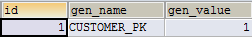 id gen_name gen_value
1 CUSTOMER_PK 1